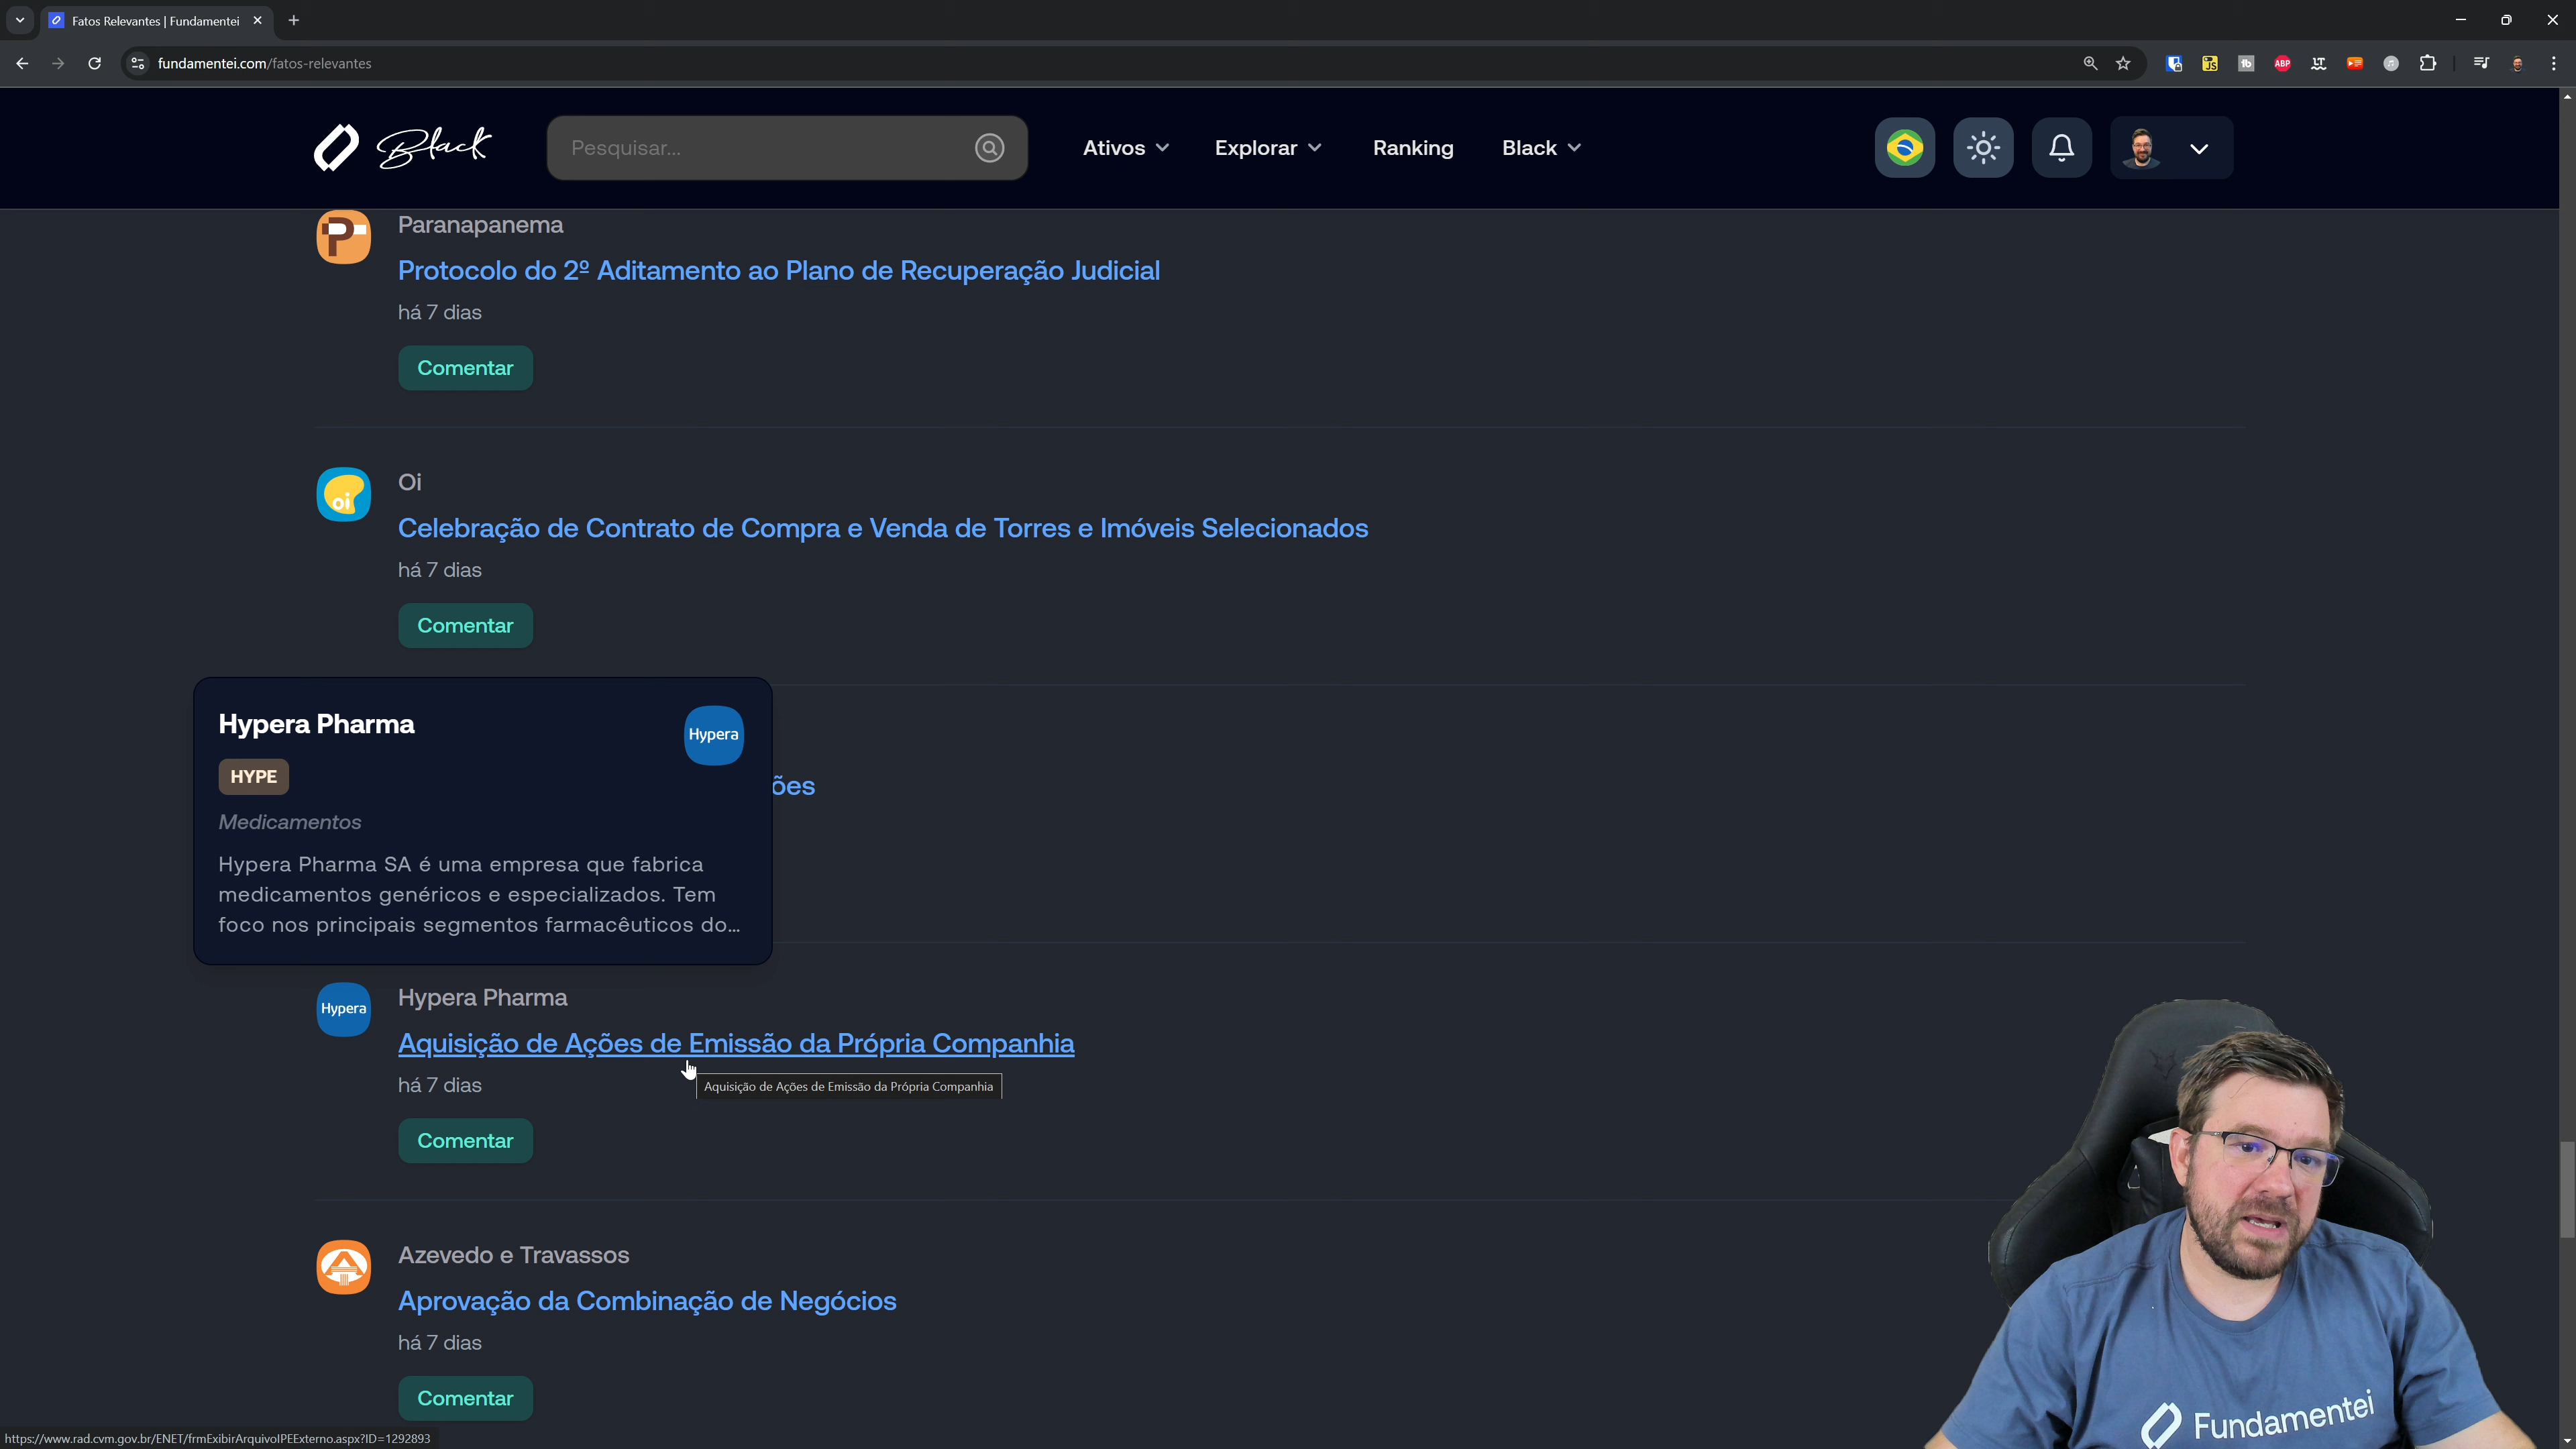 Fatos Relevantes | Fundamentei
fundamentei.com/fatos-relevantes
Black
Pesquisar...
Ativos
Explorar
Ranking
Black
Paranapanema
Protocolo do 2º Aditamento ao Plano de Recuperação Judicial
há 7 dias
Comentar
oi
Oi
Celebração de Contrato de Compra e Venda de Torres e Imóveis Selecionados
há 7 dias
Comentar
Hypera Pharma
Hypera
HYPE
ões
Medicamentos
Hypera Pharma SA é uma empresa que fabrica
medicamentos genéricos e especializados. Tem
foco nos principais segmentos farmacêuticos do...
Hypera
Hypera Pharma
Aquisição de Ações de Emissão da Própria Companhia
há 7 dias
Aquisição de Ações de Emissão da Própria Companhia
Comentar
Azevedo e Travassos
Aprovação da Combinação de Negócios
há 7 dias
Comentar
Fundamentei
https://www.rad.cvm.gov.br/ENET/frmExibirArquivoIPEExterno.aspx?ID=1292893